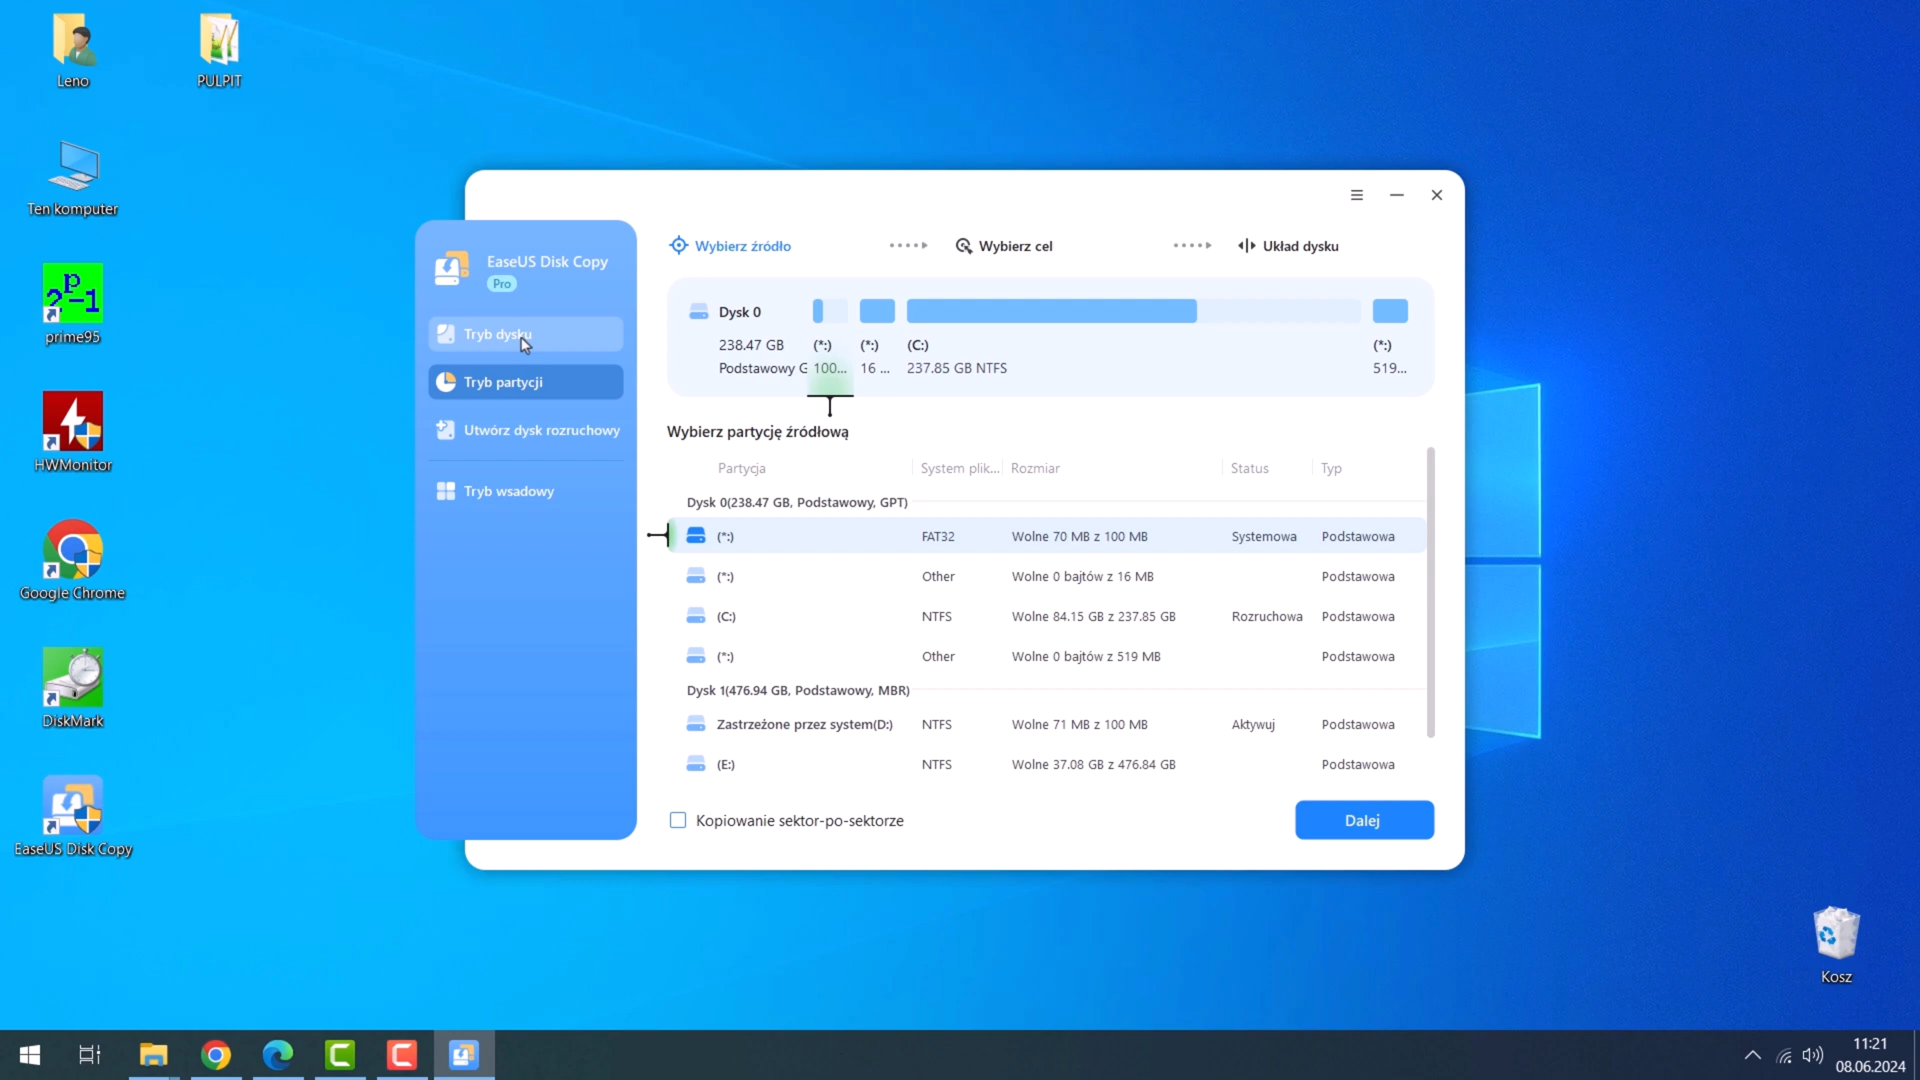 Leno
PULPIT
Ten komputer
prime95
HWMonitor
Google Chrome
DiskMark
EaseUS Disk Copy
EaseUS Disk Copy
Pro
Tryb dysku
Tryb partycji
Utwórz dysk rozruchowy
Tryb wsadowy
Wybierz źródło
Wybierz cel
Układ dysku
Dysk 0
238.47 GB (*:) (*:) (C:) (*:)
Podstawowy G 100... 16 ... 237.85 GB NTFS 519...
Wybierz partycję źródłową
Partycja System plik... Rozmiar Status Typ
Dysk 0(238.47 GB, Podstawowy, GPT)
(*:) FAT32 Wolne 70 MB z 100 MB Systemowa Podstawowa
(*:) Other Wolne 0 bajtów z 16 MB Podstawowa
(C:) NTFS Wolne 84.15 GB z 237.85 GB Rozruchowa Podstawowa
(*:) Other Wolne 0 bajtów z 519 MB Podstawowa
Dysk 1(476.94 GB, Podstawowy, MBR)
Zastrzeżone przez system(D:) NTFS Wolne 71 MB z 100 MB Aktywuj Podstawowa
(E:) NTFS Wolne 37.08 GB z 476.84 GB Podstawowa
Kopiowanie sektor-po-sektorze
Dalej
Kosz
11:21
08.06.2024